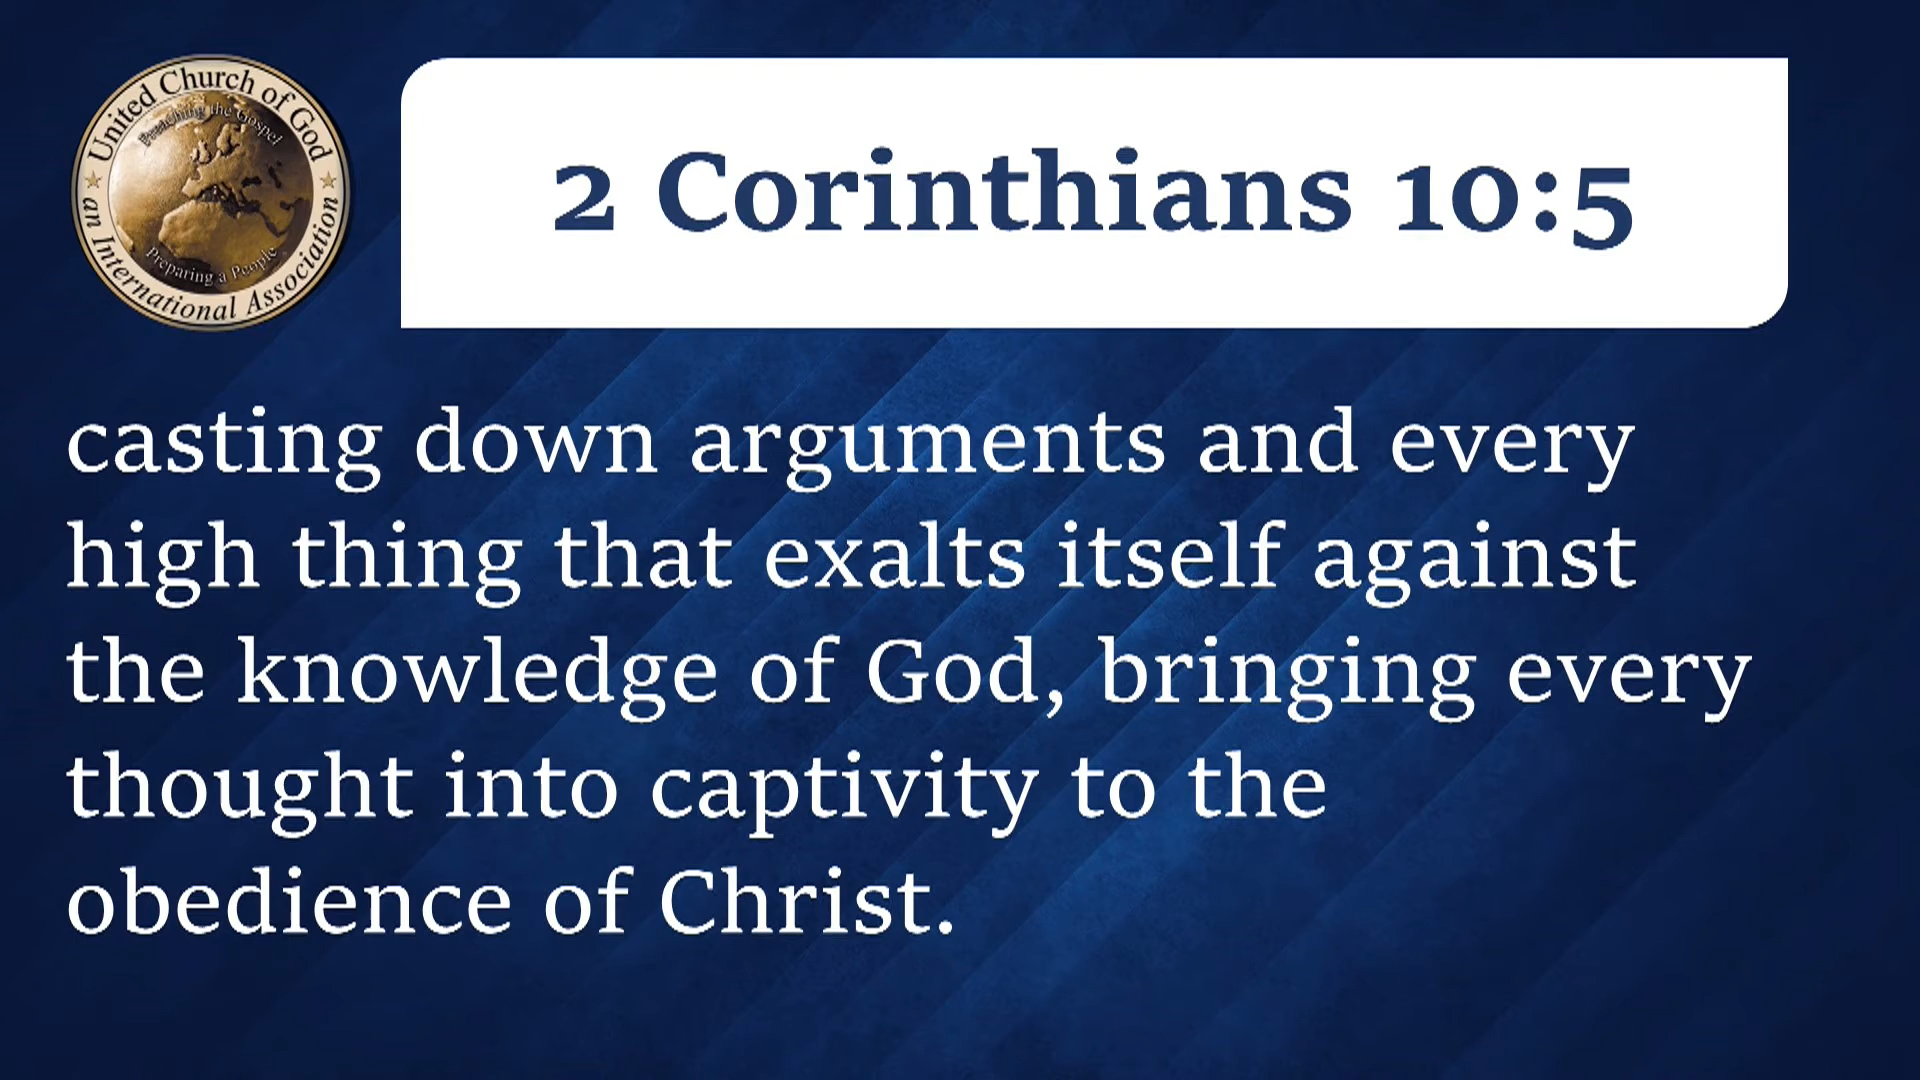 United Church of God
Preaching the Gospel
Preparing a People
an International Association
2 Corinthians 10:5
casting down arguments and every
high thing that exalts itself against
the knowledge of God, bringing every
thought into captivity to the
obedience of Christ.